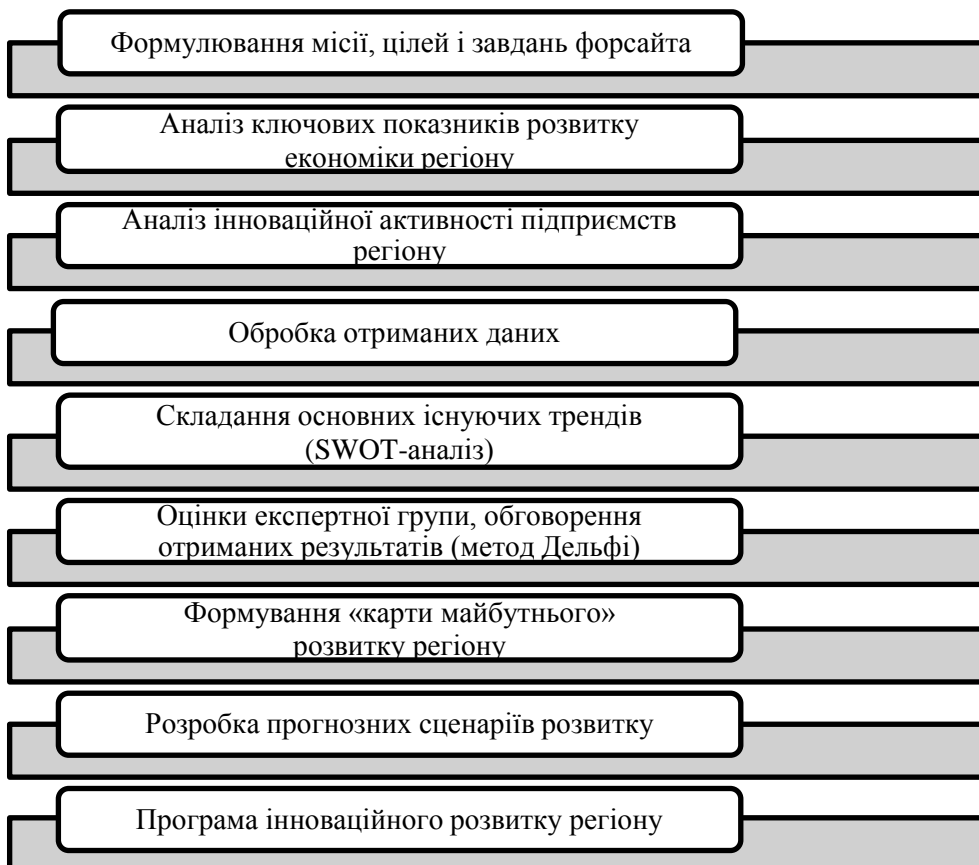 Формулювання місії, цілей і завдань форсайта
Аналіз ключових показників розвитку
економіки регіону
Аналіз інноваційної активності підприємств
регіону
Обробка отриманих даних
Складання основних існуючих трендів
(SWOT-аналіз)
Оцінки експертної групи, обговорення
отриманих результатів (метод Дельфі)
Формування «карти майбутнього»
розвитку регіону
Розробка прогнозних сценаріїв розвитку
Програма інноваційного розвитку регіону